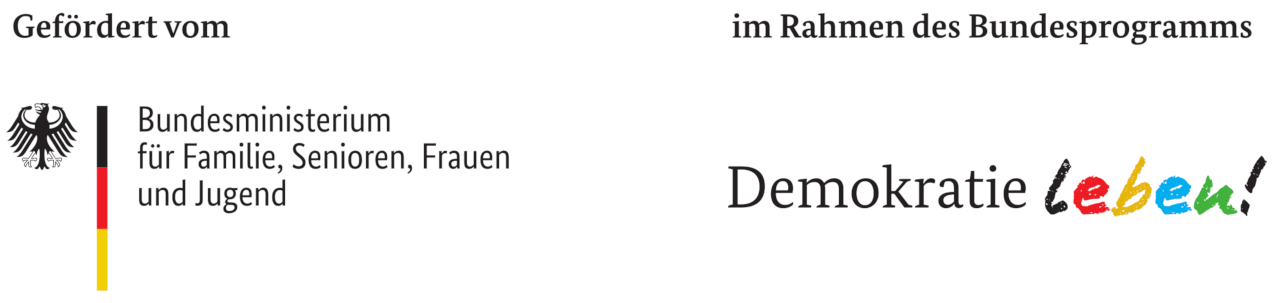 Gefördert vom
im Rahmen des Bundesprogramms
Bundesministerium
für Familie, Senioren, Frauen
und Jugend
Demokratie leben!